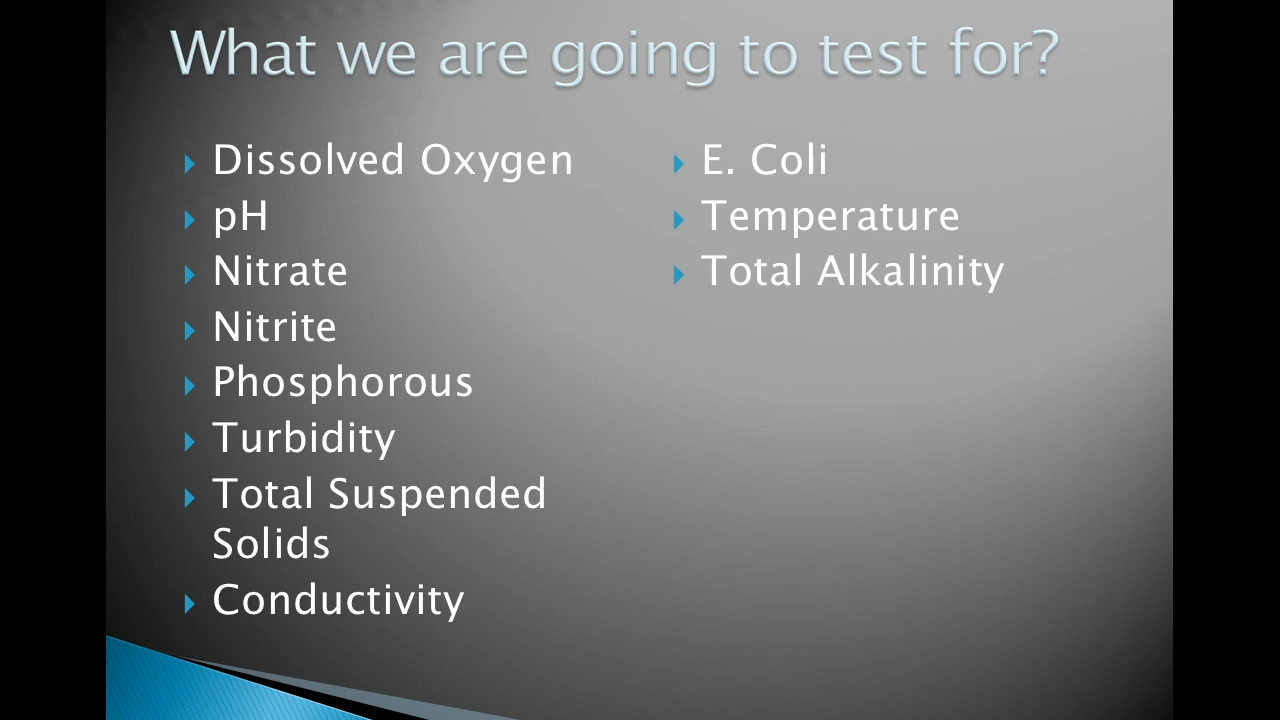 What we are going to test for?
Dissolved Oxygen
pH
Nitrate
Nitrite
Phosphorous
Turbidity
Total Suspended
Solids
Conductivity
E. Coli
Temperature
Total Alkalinity